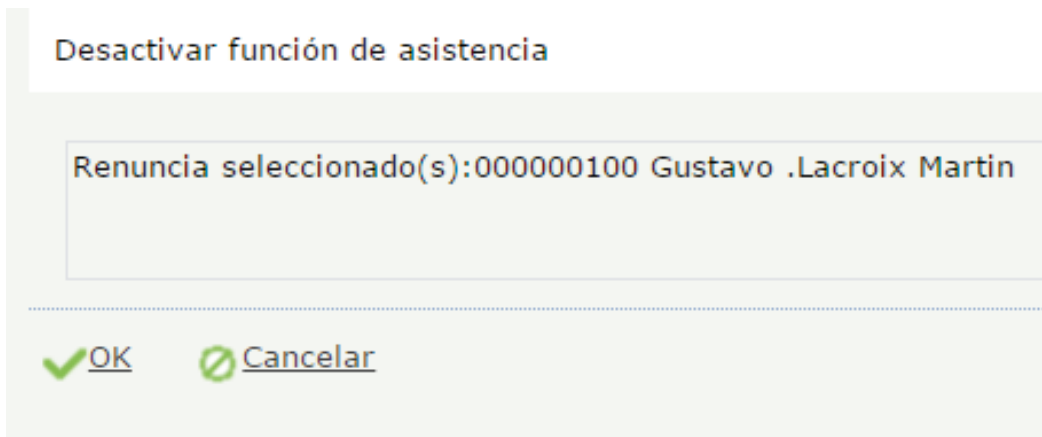 Desactivar función de asistencia
Renuncia seleccionado(s):000000100 Gustavo .Lacroix Martin
OK Cancelar